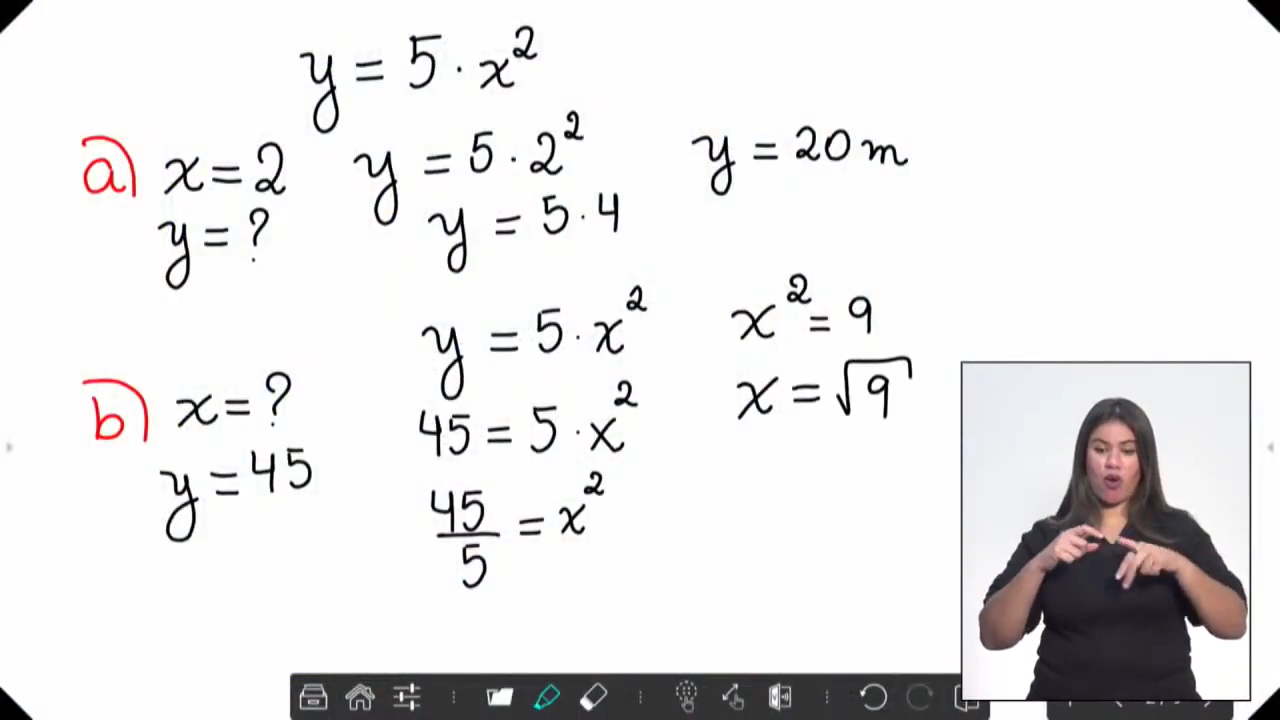 y = 5 · x²
a) x = 2
y = ?
y = 5 · 2²
y = 5 · 4
y = 20 m
b) x = ?
y = 45
y = 5 · x²
45 = 5 · x²
45/5 = x²
x² = 9
x = √9